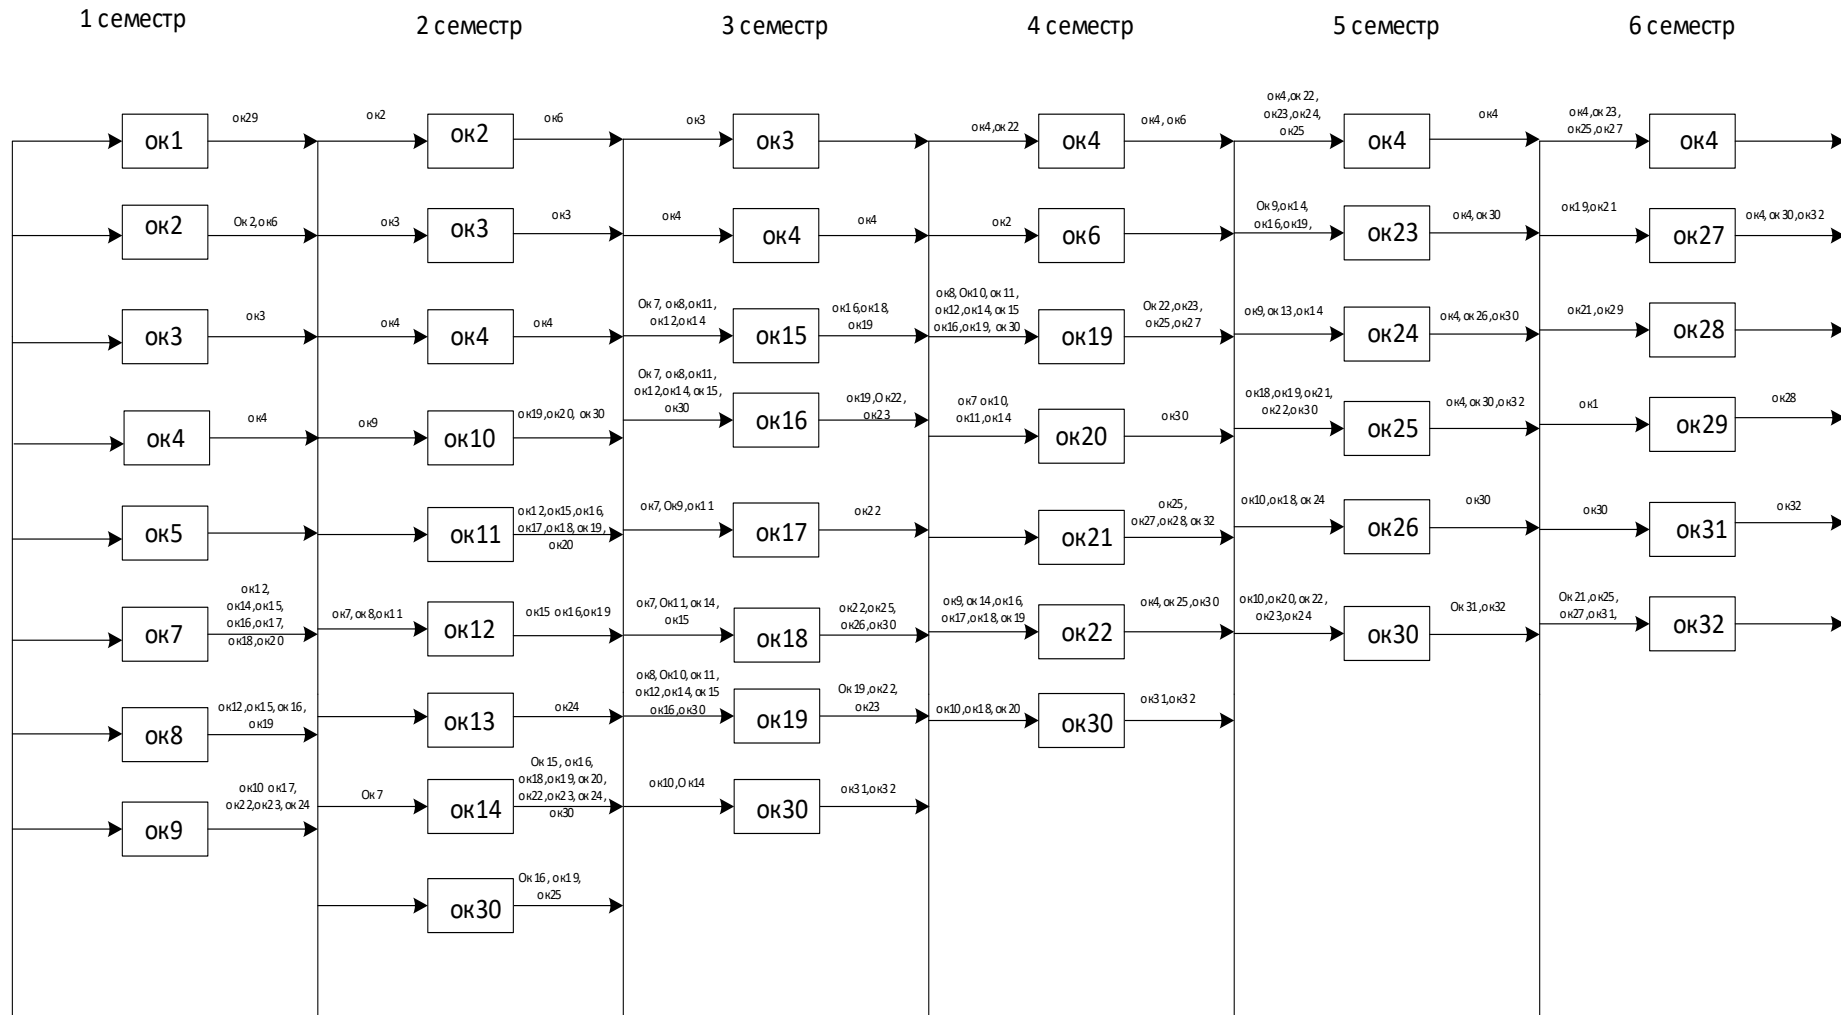 1 семестр
2 семестр
3 семестр
4 семестр
5 семестр
6 семестр
ок1
ок29
ок2
Ок2,ок6
ок3
ок3
ок4
ок4
ок5
ок7
ок12,
ок14,ок15,
ок16,ок17,
ок18,ок20
ок8
ок12,ок15,ок16,
ок19
ок9
ок10 ок17,
ок22,ок23,ок24
ок2
ок2
ок6
ок3
ок3
ок3
ок4
ок4
ок4
ок9
ок10
ок19,ок20, ок30
ок11
ок12,ок15,ок16,
ок17,ок18,ок19,
ок20
ок7,ок8,ок11
ок12
ок15 ок16,ок19
ок13
ок24
Ок7
ок14
Ок15, ок16,
ок18,ок19,ок20,
ок22,ок23,ок24,
ок30
ок30
Ок16, ок19,
ок25
ок3
ок3
ок4
ок4
ок4
Ок7, ок8,ок11,
ок12,ок14
ок15
ок16,ок18,
ок19
Ок7, ок8,ок11,
ок12,ок14,ок15,
ок30
ок16
ок19,Ок22,
ок23
ок7, Ок9,ок11
ок17
ок22
ок7, Ок11,ок14,
ок15
ок18
ок22,ок25,
ок26,ок30
ок8, Ок10,ок11,
ок12,ок14,ок15
ок16,ок30
ок19
Ок19,ок22,
ок23
ок10,Ок14
ок30
ок31,ок32
ок4,ок22
ок4
ок4, ок6
ок2
ок6
ок8, Ок10,ок11,
ок12,ок14,ок15
ок16,ок19,ок30
ок19
Ок22,ок23,
ок25,ок27
ок7 ок10,
ок11,ок14
ок20
ок30
ок21
ок25,
ок27,ок28,ок32
ок9,ок14,ок16,
ок17,ок18,ок19
ок22
ок4, ок25,ок30
ок10,ок18,ок20
ок30
ок31,ок32
ок4,ок22,
ок23,ок24,
ок25
ок4
ок4
Ок9,ок14,
ок16,ок19,
ок23
ок4,ок30
ок9,ок13,ок14
ок24
ок4,ок26,ок30
ок18,ок19,ок21,
ок22,ок30
ок25
ок4,ок30,ок32
ок10,ок18,ок24
ок26
ок30
ок10,ок20,ок22,
ок23,ок24
ок30
Ок31,ок32
ок4,ок23,
ок25,ок27
ок4
ок19,ок21
ок27
ок4,ок30,ок32
ок21,ок29
ок28
ок1
ок29
ок28
ок30
ок31
ок32
Ок21,ок25,
ок27,ок31,
ок32